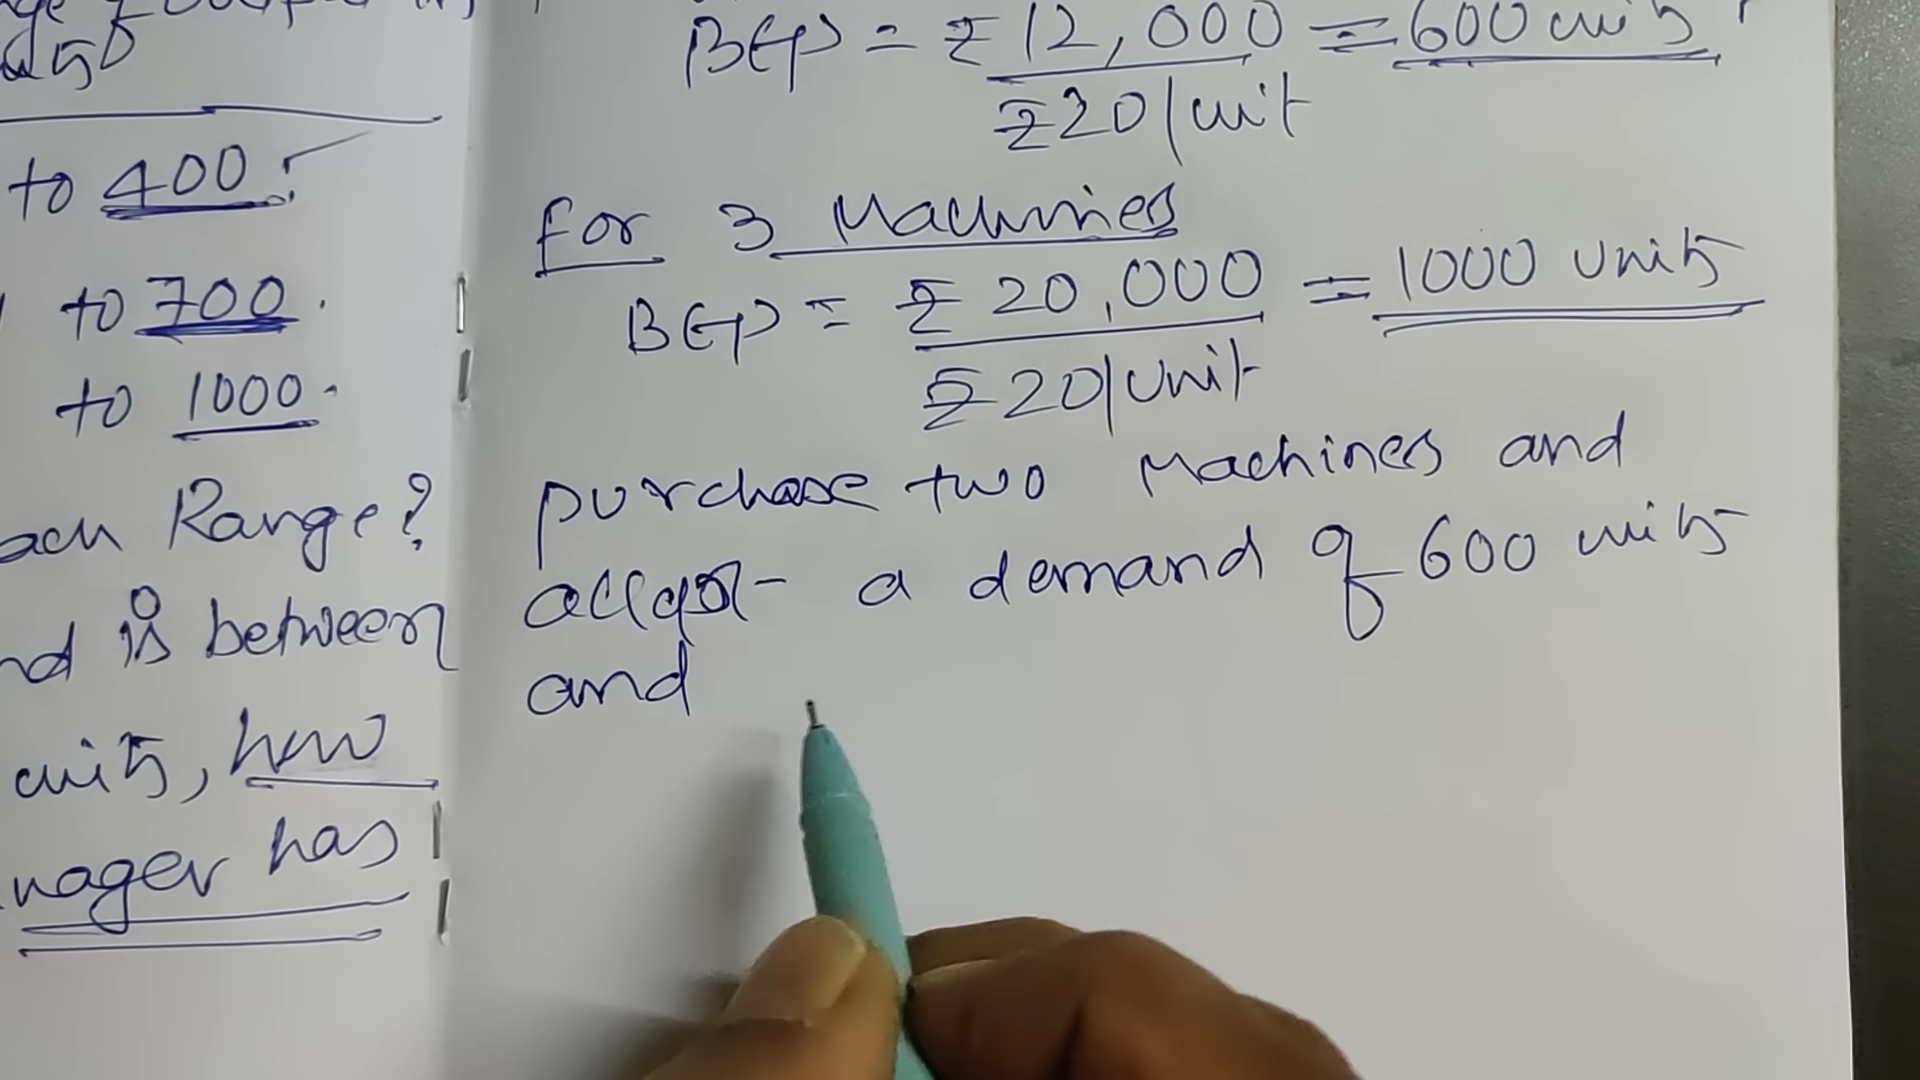 to 400
to 700.
to 1000.
Range?
is between
units, how
nager has
BEP = ₹ 12,000 = 600 units
₹20/unit
For 3 Machines
BEP = ₹ 20,000 = 1000 Units
₹20/Unit
purchase two Machines and
a demand of 600 units
and